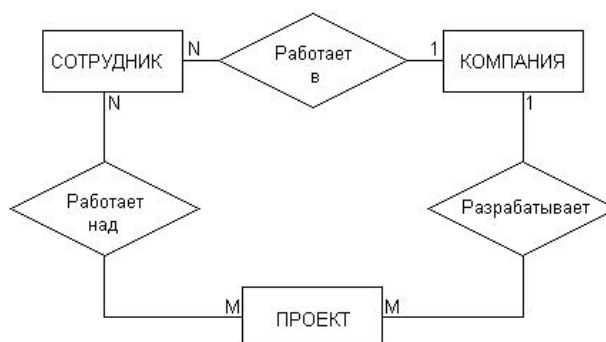 СОТРУДНИК
N
Работает
в
1
КОМПАНИЯ
N
1
Работает
над
Разрабатывает
M
ПРОЕКТ
M